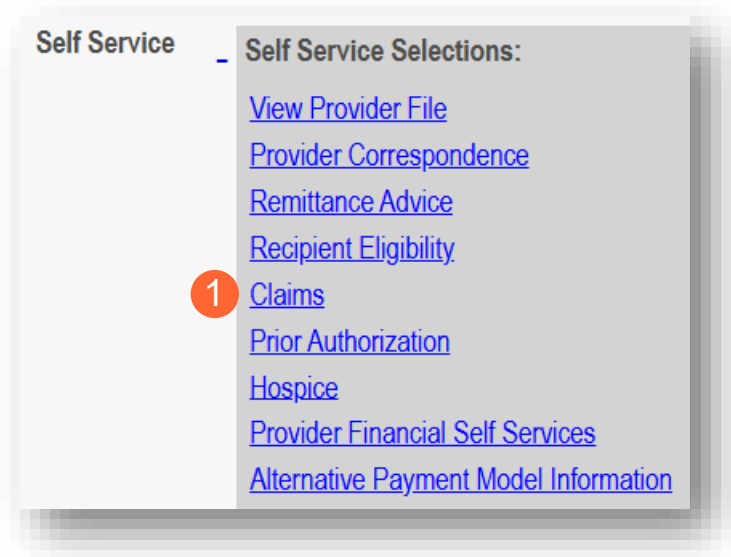 Self Service
Self Service Selections:
View Provider File
Provider Correspondence
Remittance Advice
Recipient Eligibility
1 Claims
Prior Authorization
Hospice
Provider Financial Self Services
Alternative Payment Model Information